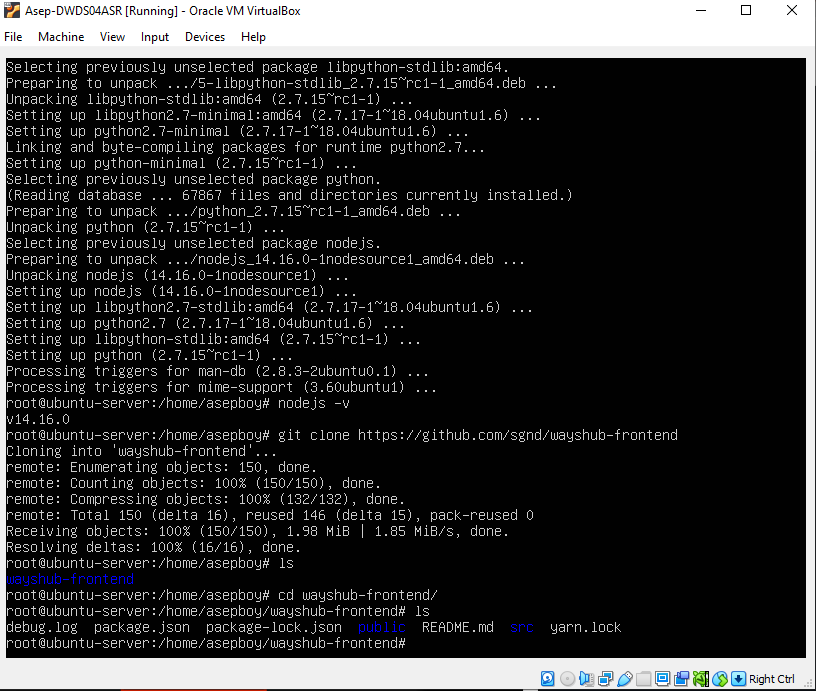 Asep-DWDS04ASR [Running] - Oracle VM VirtualBox
File Machine View Input Devices Help
Selecting previously unselected package libpython-stdlib:amd64.
Preparing to unpack .../5-libpython-stdlib_2.7.15~rc1-1_amd64.deb ...
Unpacking libpython-stdlib:amd64 (2.7.15~rc1-1) ...
Setting up libpython2.7-minimal:amd64 (2.7.17-1~18.04ubuntu1.6) ...
Setting up python2.7-minimal (2.7.17-1~18.04ubuntu1.6) ...
Linking and byte-compiling packages for runtime python2.7...
Setting up python-minimal (2.7.15~rc1-1) ...
Selecting previously unselected package python.
(Reading database ... 67867 files and directories currently installed.)
Preparing to unpack .../python_2.7.15~rc1-1_amd64.deb ...
Unpacking python (2.7.15~rc1-1) ...
Selecting previously unselected package nodejs.
Preparing to unpack .../nodejs_14.16.0-1nodesource1_amd64.deb ...
Unpacking nodejs (14.16.0-1nodesource1) ...
Setting up nodejs (14.16.0-1nodesource1) ...
Setting up libpython2.7-stdlib:amd64 (2.7.17-1~18.04ubuntu1.6) ...
Setting up python2.7 (2.7.17-1~18.04ubuntu1.6) ...
Setting up libpython-stdlib:amd64 (2.7.15~rc1-1) ...
Setting up python (2.7.15~rc1-1) ...
Processing triggers for man-db (2.8.3-2ubuntu0.1) ...
Processing triggers for mime-support (3.60ubuntu1) ...
root@ubuntu-server:/home/asepboy# nodejs -v
v14.16.0
root@ubuntu-server:/home/asepboy# git clone https://github.com/sgnd/wayshub-frontend
Cloning into 'wayshub-frontend'...
remote: Enumerating objects: 150, done.
remote: Counting objects: 100% (150/150), done.
remote: Compressing objects: 100% (132/132), done.
remote: Total 150 (delta 16), reused 146 (delta 15), pack-reused 0
Receiving objects: 100% (150/150), 1.98 MiB | 1.85 MiB/s, done.
Resolving deltas: 100% (16/16), done.
root@ubuntu-server:/home/asepboy# ls
wayshub-frontend
root@ubuntu-server:/home/asepboy# cd wayshub-frontend/
root@ubuntu-server:/home/asepboy/wayshub-frontend# ls
debug.log package.json package-lock.json public README.md src yarn.lock
root@ubuntu-server:/home/asepboy/wayshub-frontend#
Right Ctrl